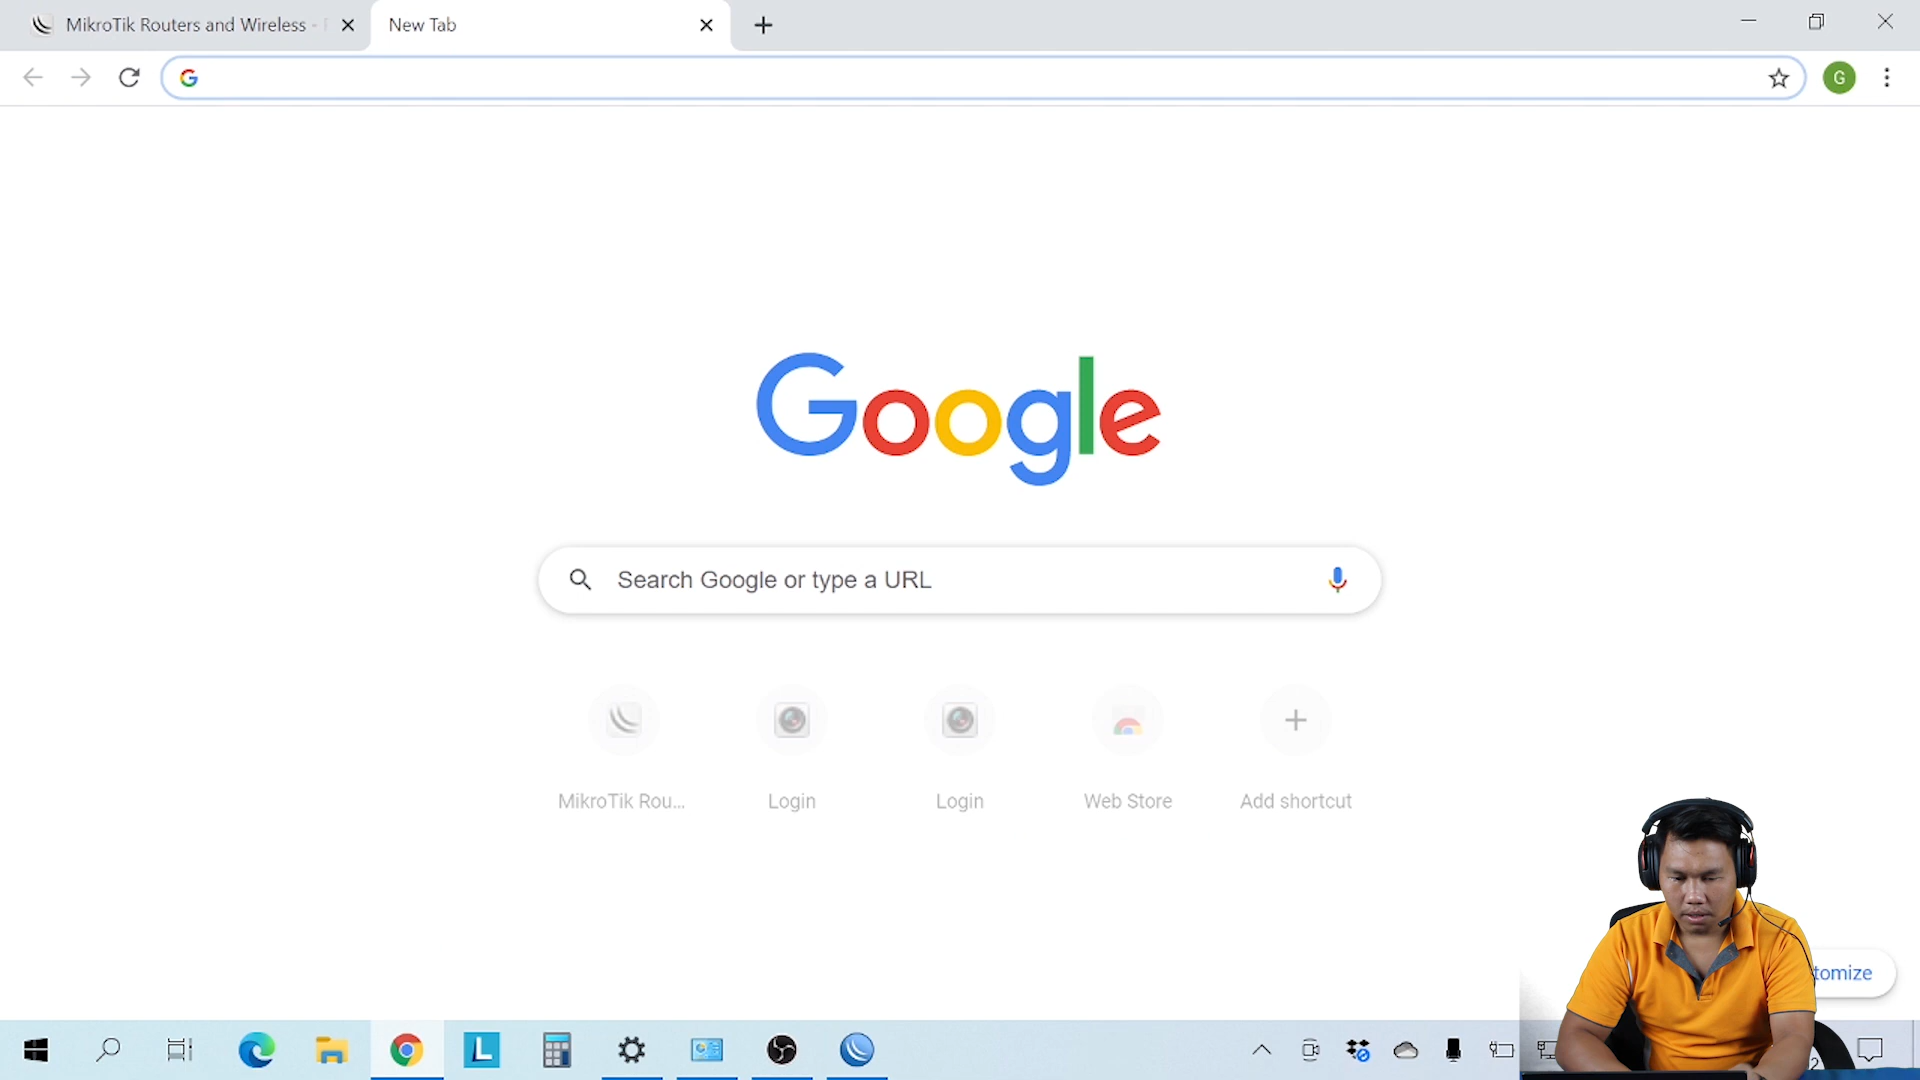 MikroTik Routers and Wireless -
New Tab
G
Google
Search Google or type a URL
MikroTik Rou...
Login
Login
Web Store
Add shortcut
tomize
L